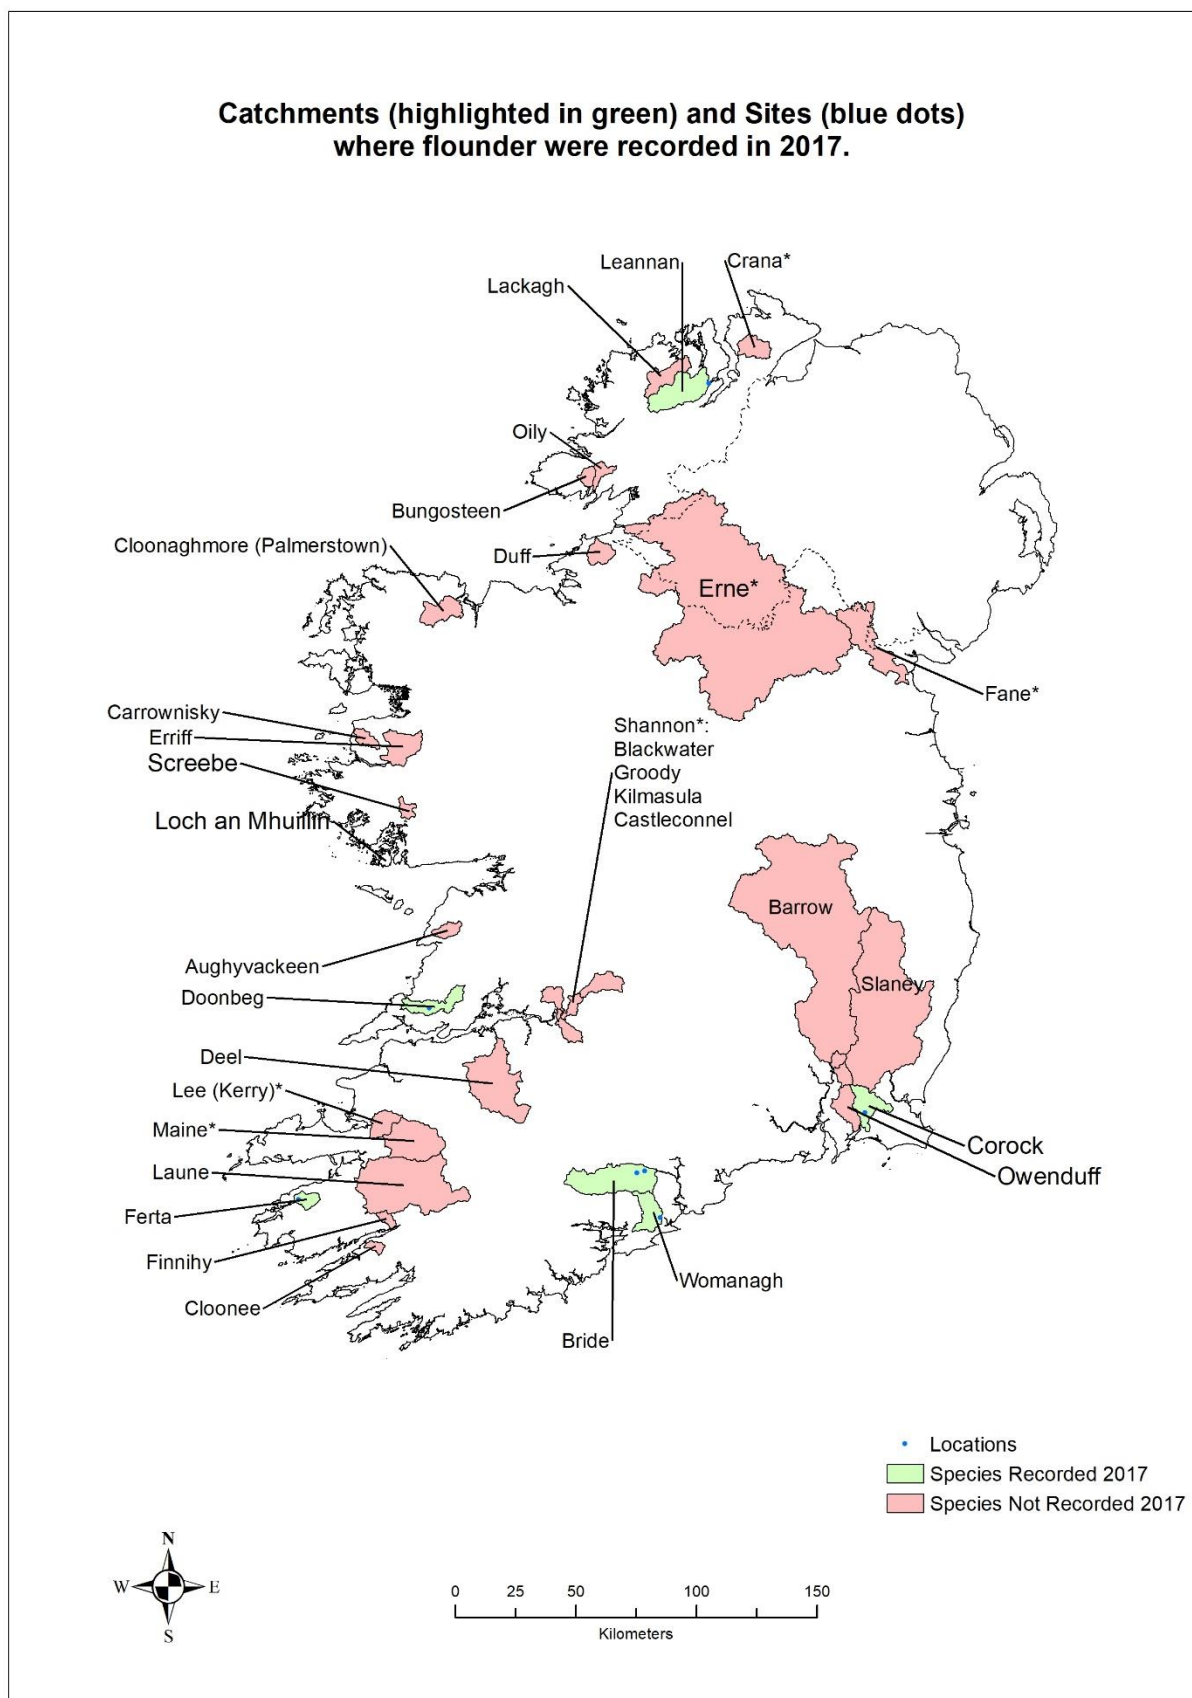 Catchments (highlighted in green) and Sites (blue dots)
where flounder were recorded in 2017.
Leannan
Crana*
Lackagh
Oily
Bungosteen
Cloonaghmore (Palmerstown)
Duff
Erne*
Fane*
Carrownisky
Erriff
Screebe
Loch an Mhuillin
Shannon*:
Blackwater
Groody
Kilmasula
Castleconnel
Barrow
Slaney
Aughyvackeen
Doonbeg
Deel
Lee (Kerry)*
Maine*
Laune
Ferta
Finnihy
Cloonee
Corock
Owenduff
Womanagh
Bride
Locations
Species Recorded 2017
Species Not Recorded 2017
N
W E
S
0 25 50 100 150
Kilometers